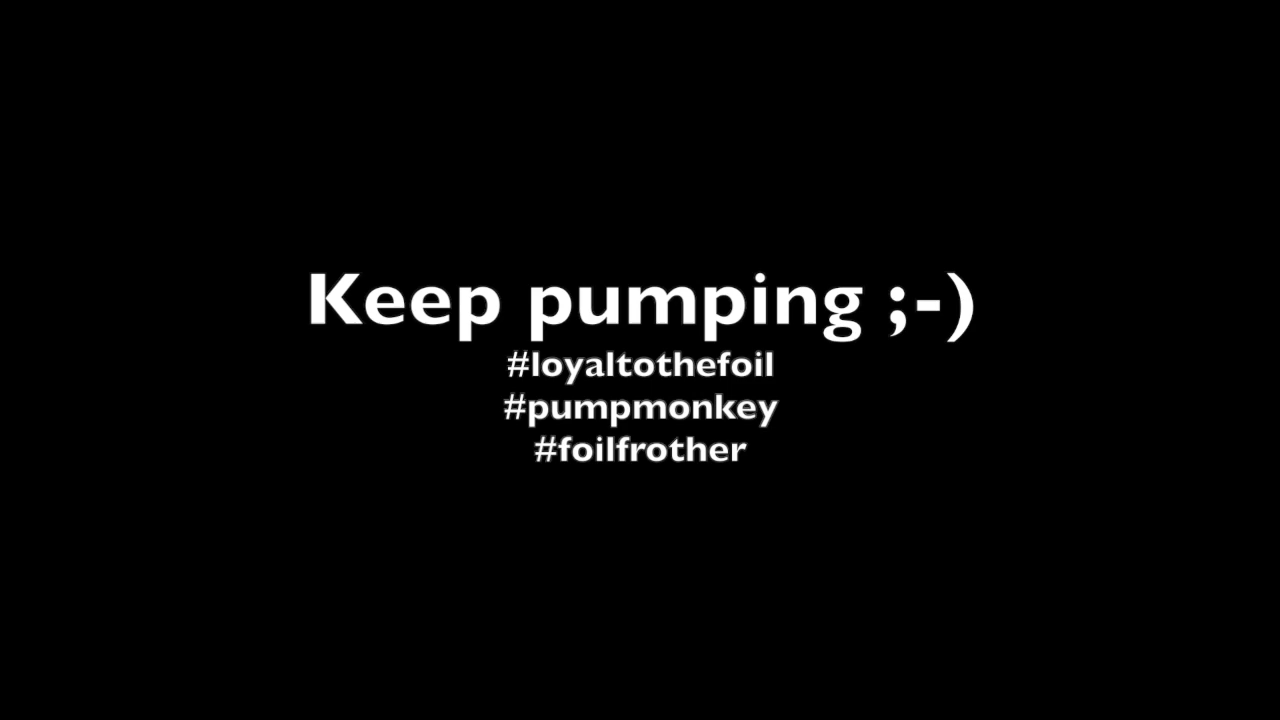 Keep pumping ;-)
#loyaltothefoil
#pumpmonkey
#foilfrother